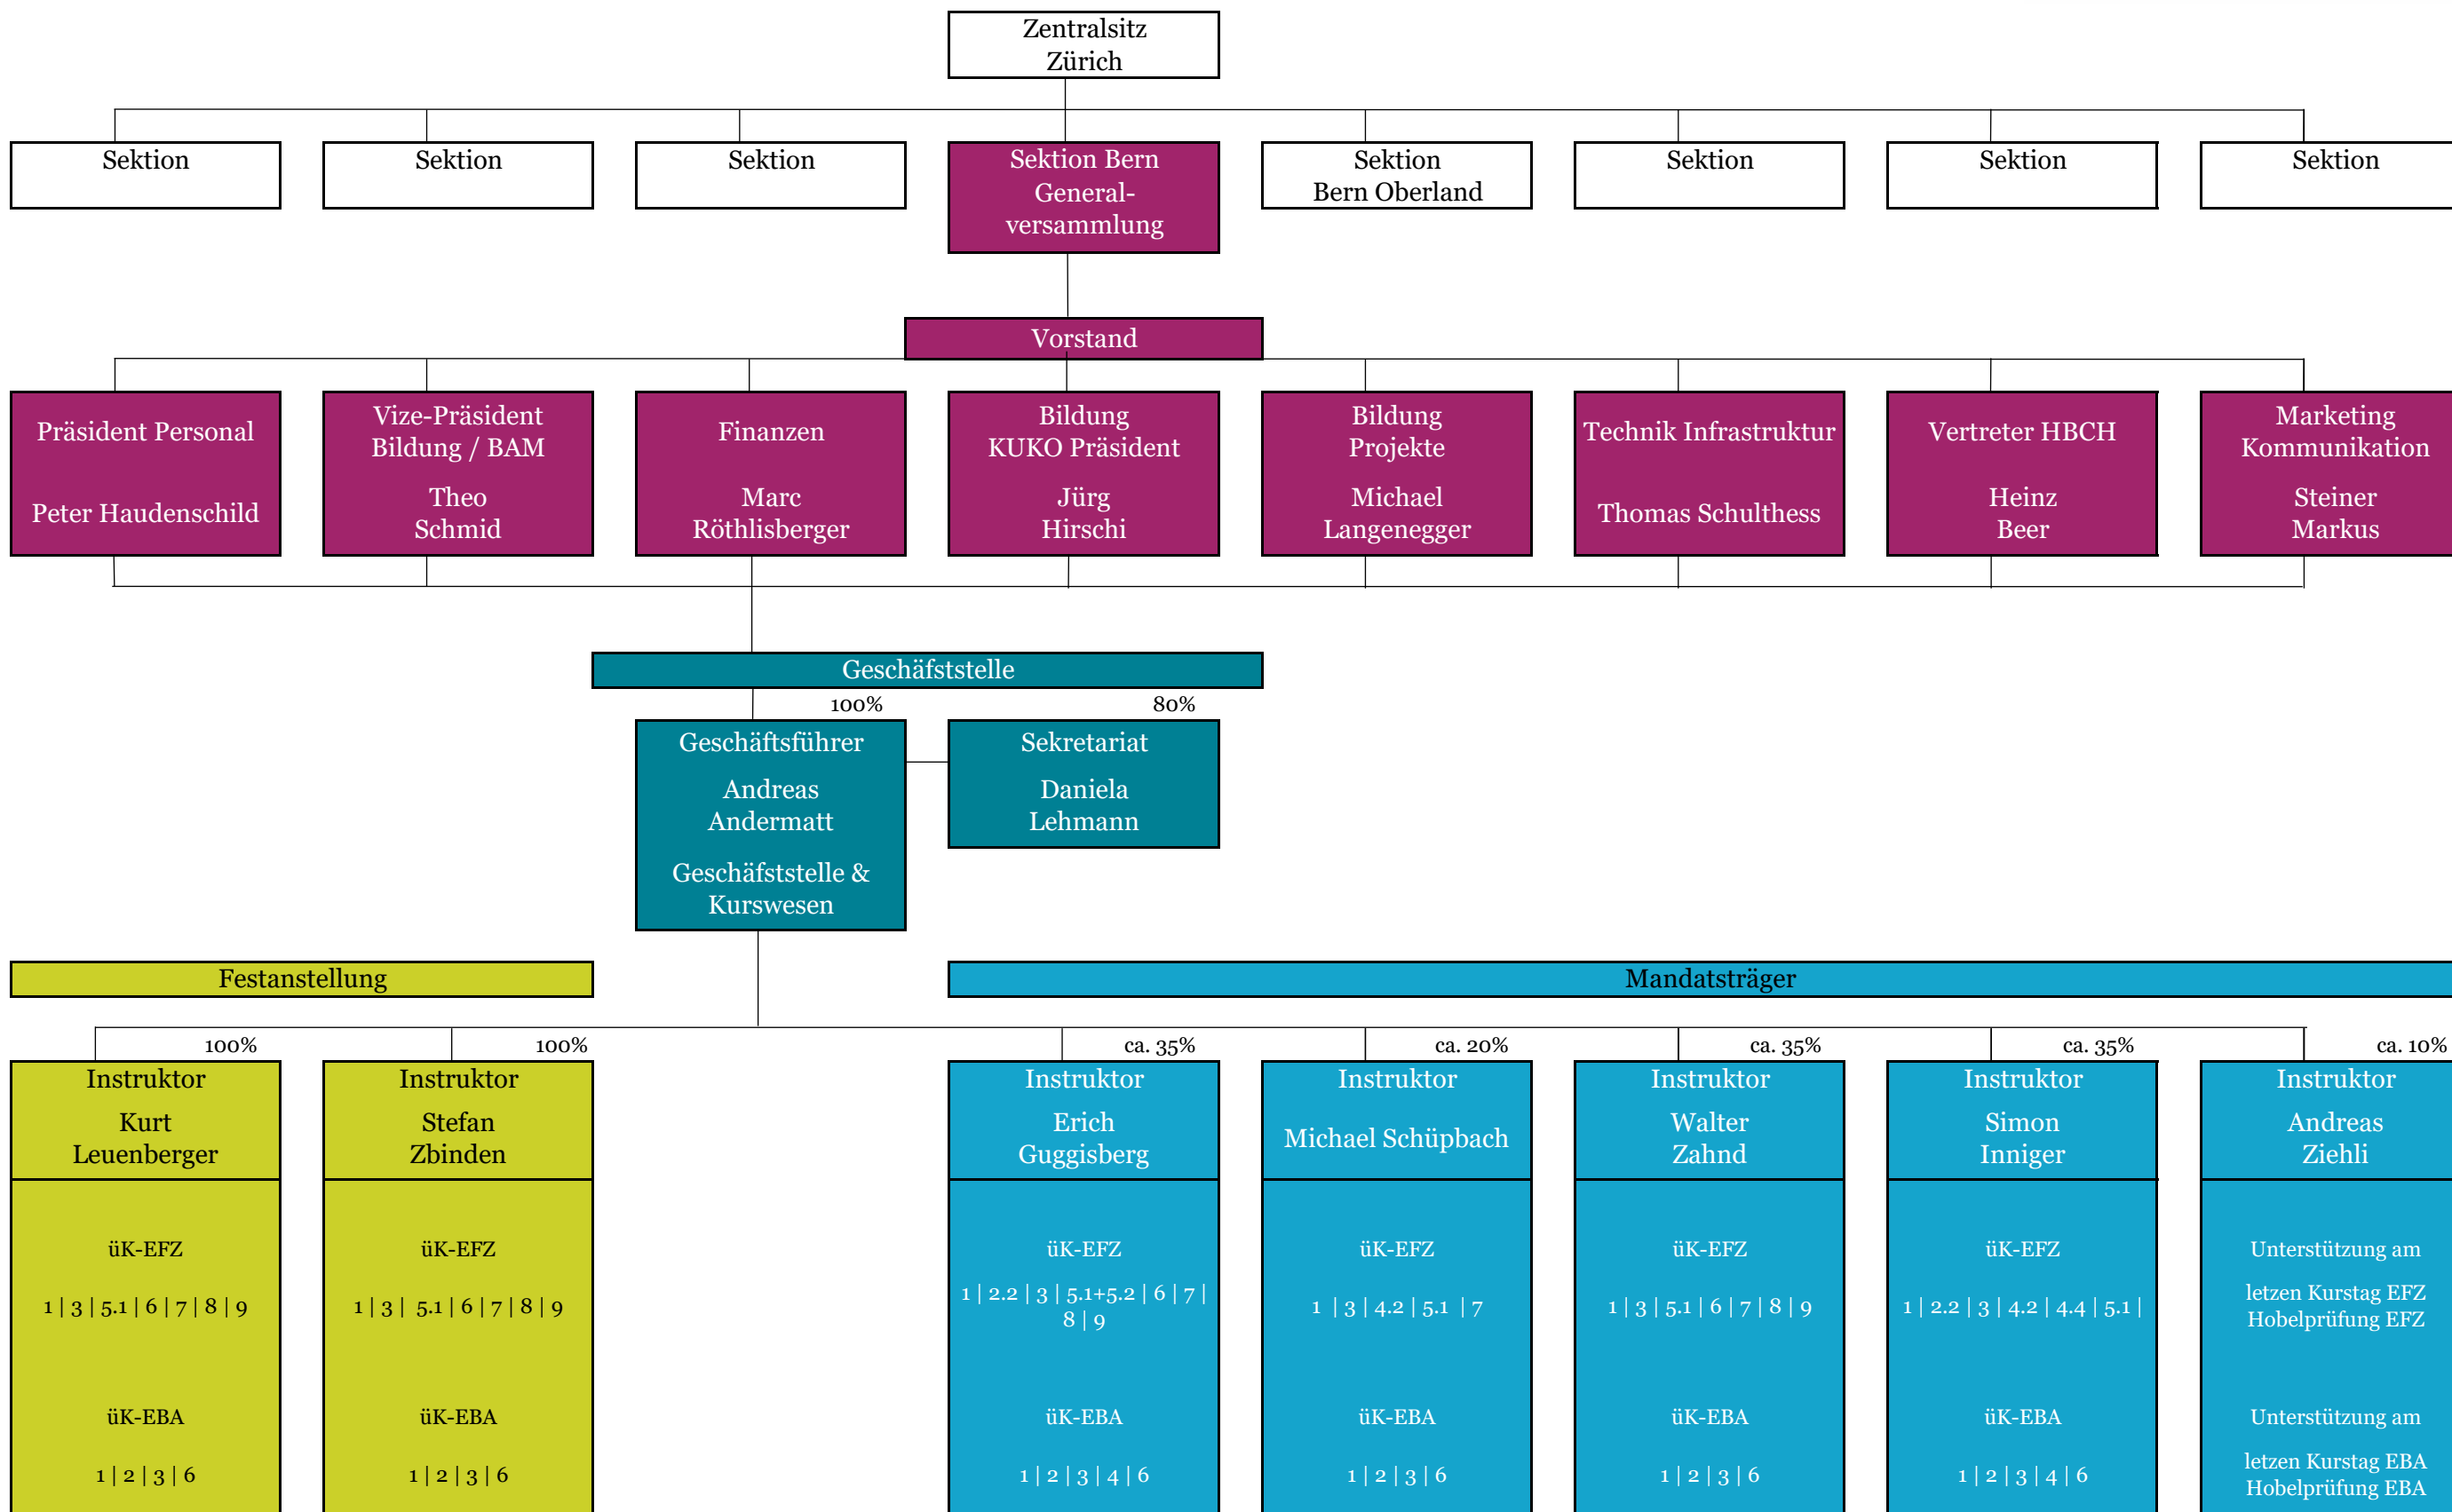 Zentralsitz
Zürich
Sektion
Sektion
Sektion
Sektion Bern
General-
versammlung
Sektion
Bern Oberland
Sektion
Sektion
Sektion
Vorstand
Präsident Personal
Peter Haudenschild
Vize-Präsident
Bildung / BAM
Theo
Schmid
Finanzen
Marc
Röthlisberger
Bildung
KUKO Präsident
Jürg
Hirschi
Bildung
Projekte
Michael
Langenegger
Technik Infrastruktur
Thomas Schulthess
Vertreter HBCH
Heinz
Beer
Marketing
Kommunikation
Steiner
Markus
Geschäfststelle
100%
80%
Geschäftsführer
Andreas
Andermatt
Geschäfststelle &
Kurswesen
Sekretariat
Daniela
Lehmann
Festanstellung
Mandatsträger
100%
Instruktor
Kurt
Leuenberger
üK-EFZ
1 | 3 | 5.1 | 6 | 7 | 8 | 9
üK-EBA
1 | 2 | 3 | 6
100%
Instruktor
Stefan
Zbinden
üK-EFZ
1 | 3 | 5.1 | 6 | 7 | 8 | 9
üK-EBA
1 | 2 | 3 | 6
ca. 35%
Instruktor
Erich
Guggisberg
üK-EFZ
1 | 2.2 | 3 | 5.1+5.2 | 6 | 7 |
8 | 9
üK-EBA
1 | 2 | 3 | 4 | 6
ca. 20%
Instruktor
Michael Schüpbach
üK-EFZ
1 | 3 | 4.2 | 5.1 | 7
üK-EBA
1 | 2 | 3 | 6
ca. 35%
Instruktor
Walter
Zahnd
üK-EFZ
1 | 3 | 5.1 | 6 | 7 | 8 | 9
üK-EBA
1 | 2 | 3 | 6
ca. 35%
Instruktor
Simon
Inniger
üK-EFZ
1 | 2.2 | 3 | 4.2 | 4.4 | 5.1 |
üK-EBA
1 | 2 | 3 | 4 | 6
ca. 10%
Instruktor
Andreas
Ziehli
Unterstützung am
letzen Kurstag EFZ
Hobelprüfung EFZ
Unterstützung am
letzen Kurstag EBA
Hobelprüfung EBA